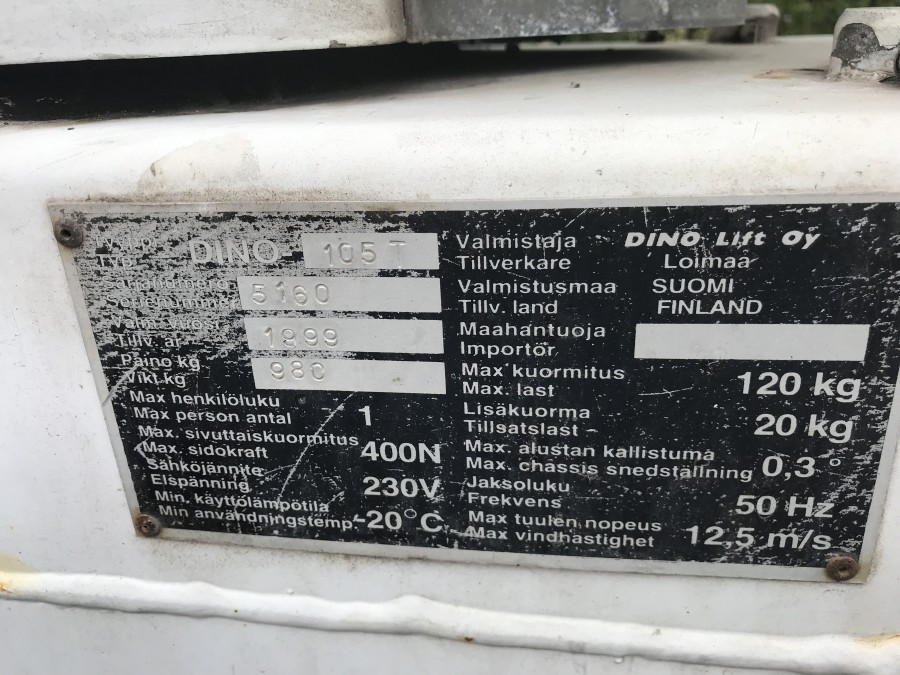 DINO- 105 T
5160
Tillv. år 1999
Paino kg
Vikt kg 980
Max henkilöluku
Max person antal 1
Max. sivuttaiskuormitus
Max. sidokraft 400N
Sähköjännite
Elspänning 230V
Min. käyttölämpötila
Min användningstemp -20° C
Valmistaja DINO Lift Oy
Tillverkare Loimaa
Valmistusmaa SUOMI
Tillv. land FINLAND
Maahantuoja
Importör
Max kuormitus
Max. last 120 kg
Lisäkuorma
Tillsatslast 20 kg
Max. alustan kallistuma
Max. chassis snedställning 0,3°
Jaksoluku
Frekvens 50 Hz
Max tuulen nopeus
Max vindhastighet 12,5 m/s